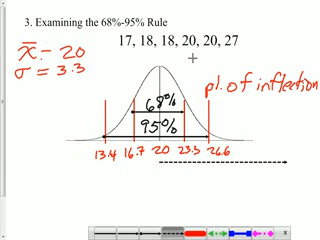 3. Examining the 68%-95% Rule
17, 18, 18, 20, 20, 27
x̄ = 20
σ = 3.3
pt. of inflection
68%
95%
13.4 16.7 20 23.3 26.6
x